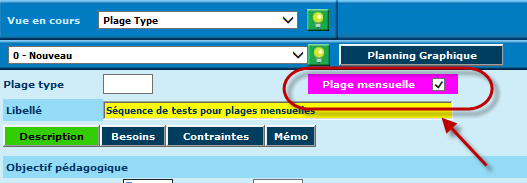 Vue en cours Plage Type
0 - Nouveau Planning Graphique
Plage type Plage mensuelle
Libellé Séquence de tests pour plages mensuelles
Description Besoins Contraintes Mémo
Objectif pédagogique